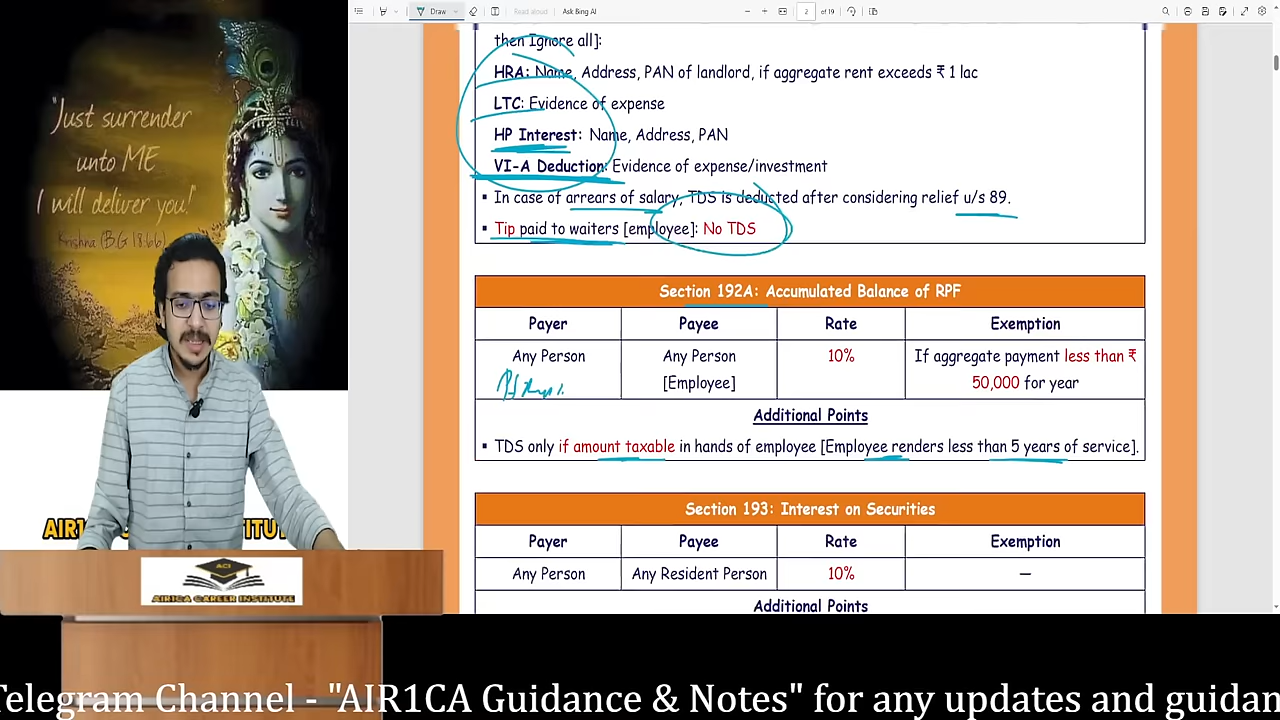 Draw
Read aloud
Ask Bing AI
2
of 19
"Just surrender
unto ME
I will deliver you!"
Krishna (B.G 18:66)
then Ignore all]:
HRA: Name, Address, PAN of landlord, if aggregate rent exceeds ₹ 1 lac
LTC: Evidence of expense
HP Interest: Name, Address, PAN
VI-A Deduction: Evidence of expense/investment
▪ In case of arrears of salary, TDS is deducted after considering relief u/s 89.
▪ Tip paid to waiters [employee]: No TDS
Section 192A: Accumulated Balance of RPF
Payer Payee Rate Exemption
Any Person Any Person 10% If aggregate payment less than ₹
[Employee] 50,000 for year
Additional Points
▪ TDS only if amount taxable in hands of employee [Employee renders less than 5 years of service].
Section 193: Interest on Securities
Payer Payee Rate Exemption
Any Person Any Resident Person 10% —
Additional Points
ACI
AIR1CA CAREER INSTITUTE
Telegram Channel - "AIR1CA Guidance & Notes" for any updates and guidan